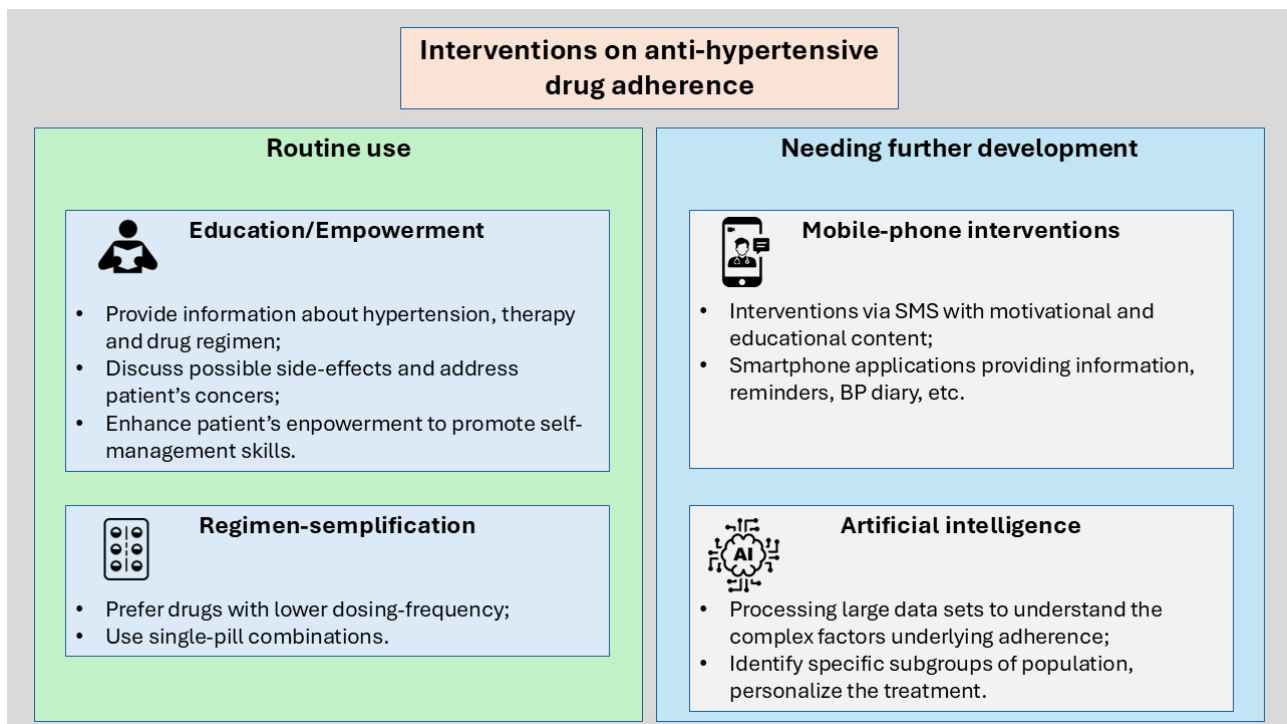 Interventions on anti-hypertensive
drug adherence
Routine use
Education/Empowerment
• Provide information about hypertension, therapy
and drug regimen;
• Discuss possible side-effects and address
patient's concers;
• Enhance patient's enpowerment to promote self-
management skills.
Regimen-semplification
• Prefer drugs with lower dosing-frequency;
• Use single-pill combinations.
Needing further development
Mobile-phone interventions
• Interventions via SMS with motivational and
educational content;
• Smartphone applications providing information,
reminders, BP diary, etc.
AI
Artificial intelligence
• Processing large data sets to understand the
complex factors underlying adherence;
• Identify specific subgroups of population,
personalize the treatment.